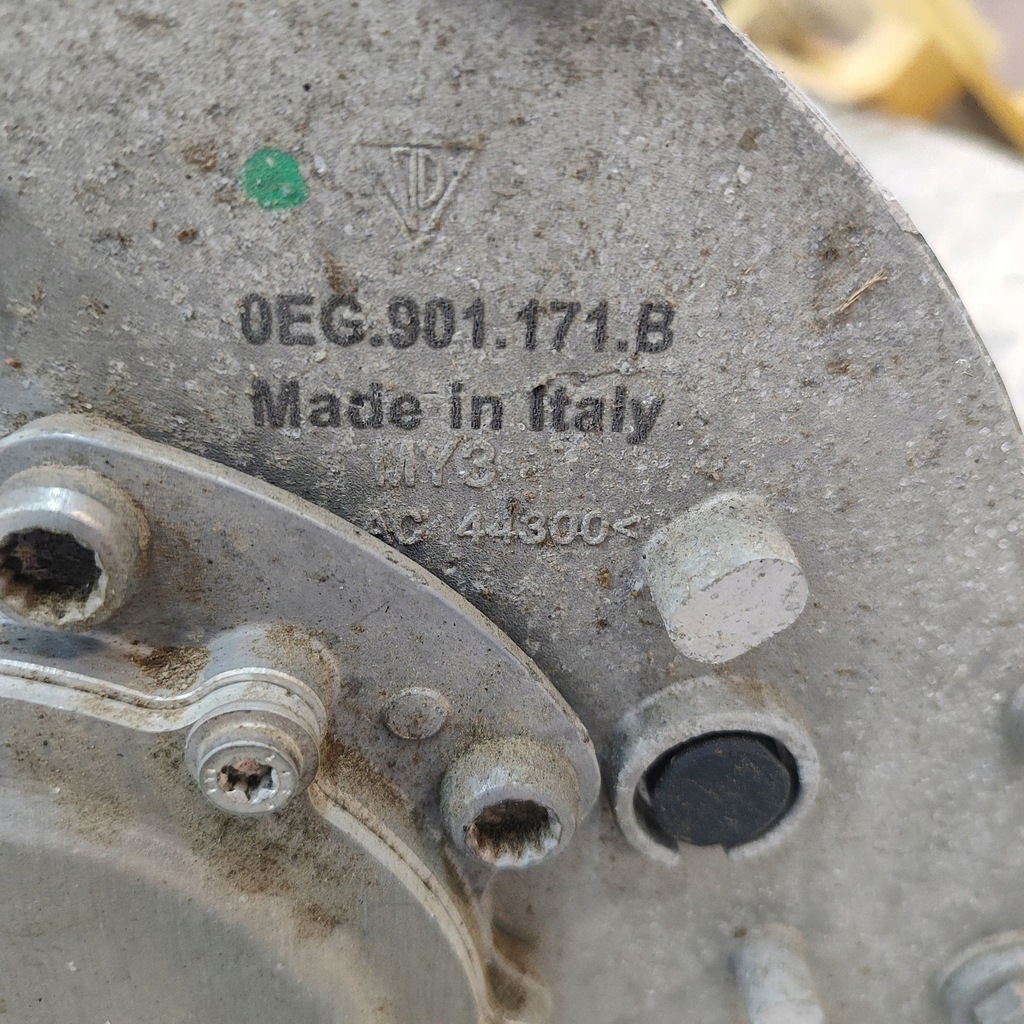 0EG.901.171.B
Made in Italy
MY3
AC 44300<